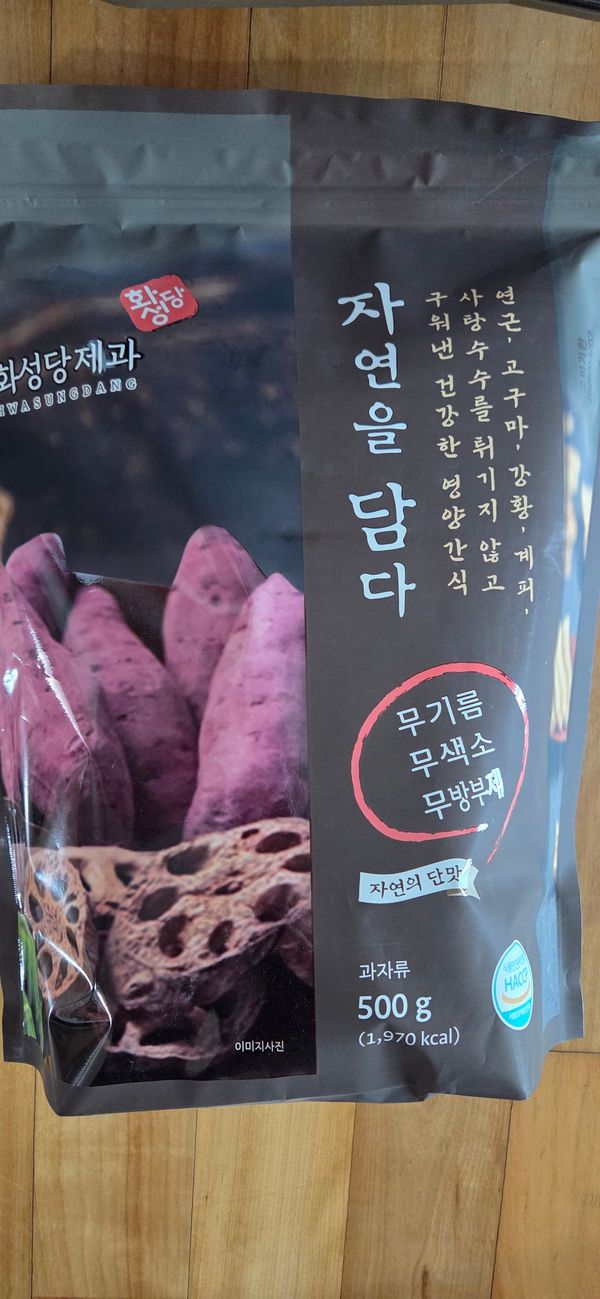 화성당
화성당제과
HWASUNGDANG
자연을 담다
연근, 고구마, 강황, 계피,
사탕수수를 튀기지 않고
구워낸 건강한 영양간식
무기름
무색소
무방부제
자연의 단맛
과자류
500 g
(1,970 kcal)
HACCP
이미지사진